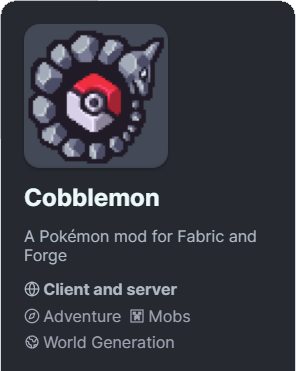 Cobblemon
A Pokémon mod for Fabric and
Forge
Client and server
Adventure Mobs
World Generation